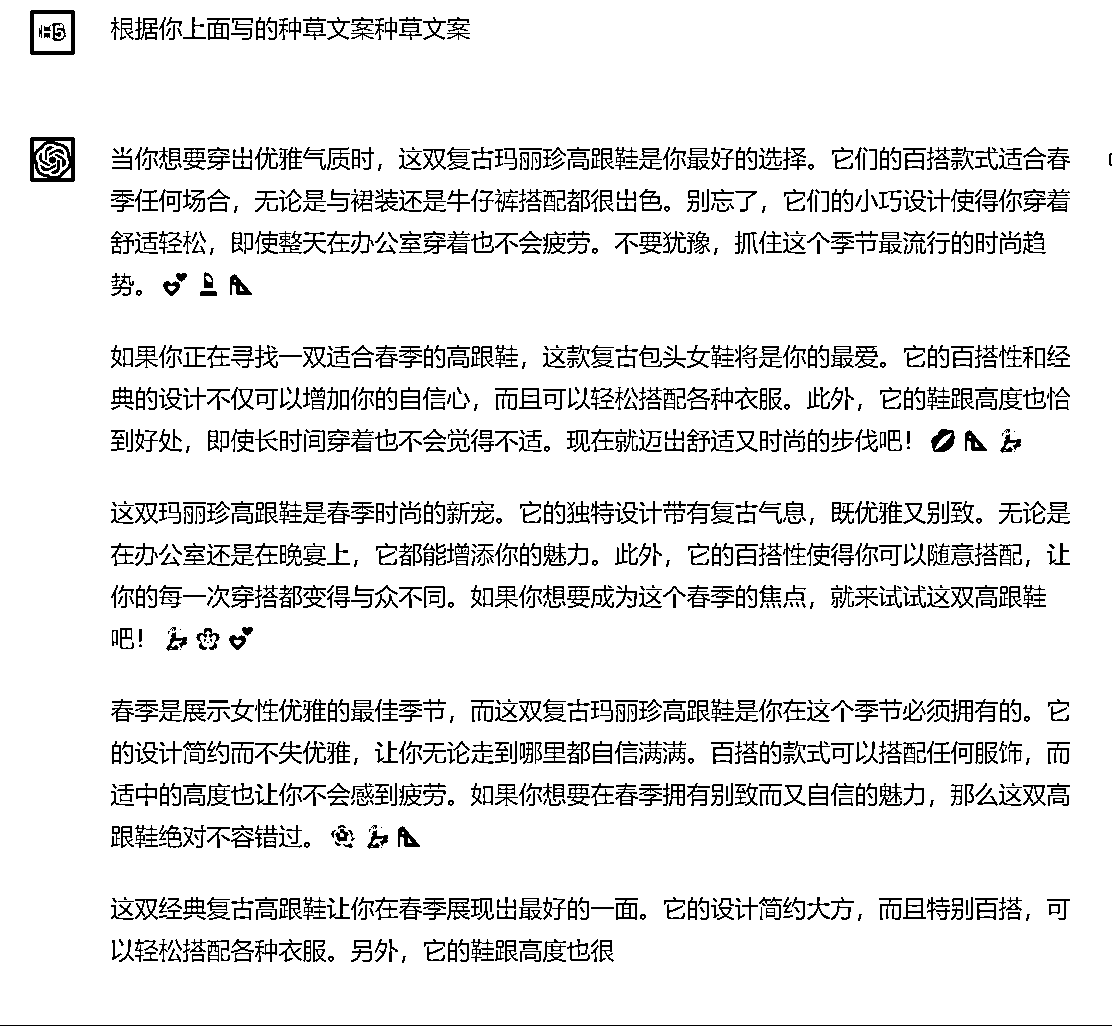 根据你上面写的种草文案种草文案
当你想要穿出优雅气质时，这双复古玛丽珍高跟鞋是你最好的选择。它们的百搭款式适合春
季任何场合，无论是与裙装还是牛仔裤搭配都很出色。别忘了，它们的小巧设计使得你穿着
舒适轻松，即使整天在办公室穿着也不会疲劳。不要犹豫，抓住这个季节最流行的时尚趋
势。💕💄👠
如果你正在寻找一双适合春季的高跟鞋，这款复古包头女鞋将是你的最爱。它的百搭性和经
典的设计不仅可以增加你的自信心，而且可以轻松搭配各种衣服。此外，它的鞋跟高度也恰
到好处，即使长时间穿着也不会觉得不适。现在就迈出舒适又时尚的步伐吧！💋👠💃
这双玛丽珍高跟鞋是春季时尚的新宠。它的独特设计带有复古气息，既优雅又别致。无论是
在办公室还是在晚宴上，它都能增添你的魅力。此外，它的百搭性使得你可以随意搭配，让
你的每一次穿搭都变得与众不同。如果你想要成为这个春季的焦点，就来试试这双高跟鞋
吧！💃🌸💕
春季是展示女性优雅的最佳季节，而这双复古玛丽珍高跟鞋是你在这个季节必须拥有的。它
的设计简约而不失优雅，让你无论走到哪里都自信满满。百搭的款式可以搭配任何服饰，而
适中的高度也让你不会感到疲劳。如果你想要在春季拥有别致而又自信的魅力，那么这双高
跟鞋绝对不容错过。🌺💃👠
这双经典复古高跟鞋让你在春季展现出最好的一面。它的设计简约大方，而且特别百搭，可
以轻松搭配各种衣服。另外，它的鞋跟高度也很